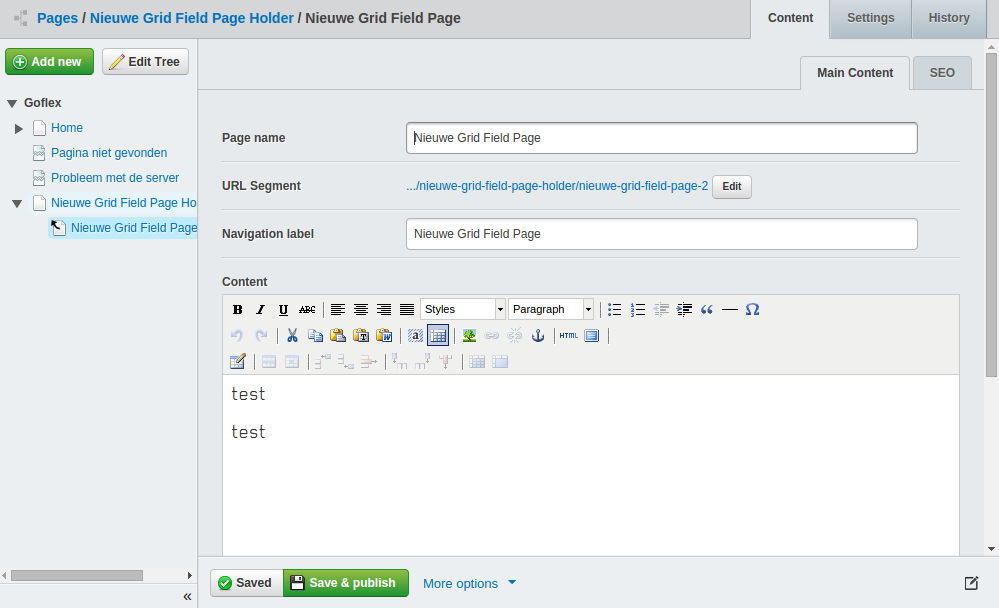 Pages / Nieuwe Grid Field Page Holder / Nieuwe Grid Field Page
Content Settings History
Add new Edit Tree
Main Content SEO
Goflex
Home
Pagina niet gevonden
Probleem met de server
Nieuwe Grid Field Page Ho
Nieuwe Grid Field Page
Page name Nieuwe Grid Field Page
URL Segment .../nieuwe-grid-field-page-holder/nieuwe-grid-field-page-2 Edit
Navigation label Nieuwe Grid Field Page
Content
B I U ABC Styles Paragraph
HTML
test
test
Saved Save & publish More options